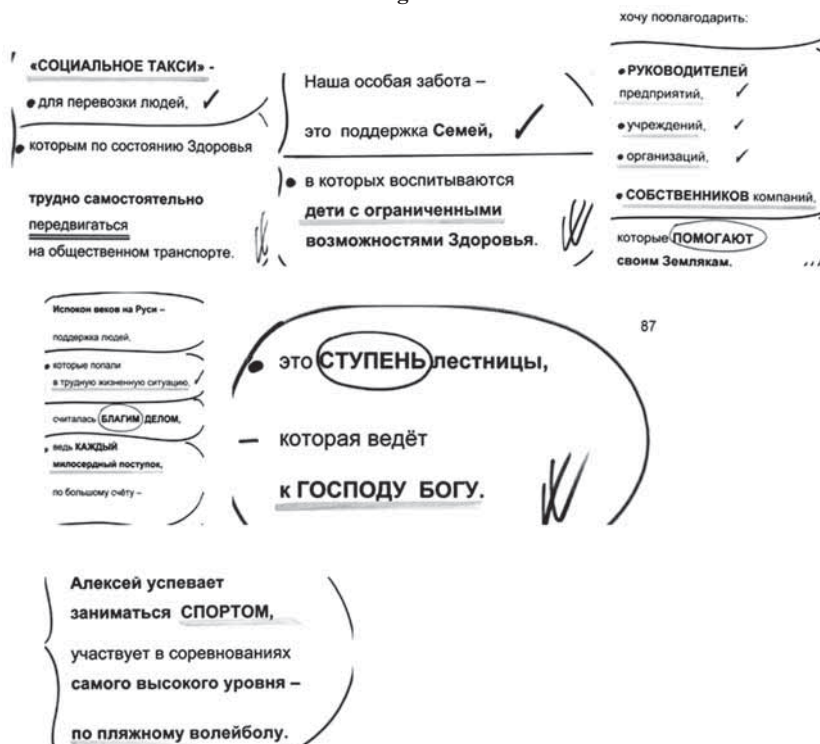 «СОЦИАЛЬНОЕ ТАКСИ» -
• для перевозки людей,
• которым по состоянию Здоровья
трудно самостоятельно
передвигаться
на общественном транспорте.
Наша особая забота –
это поддержка Семей,
• в которых воспитываются
дети с ограниченными
возможностями Здоровья.
хочу поблагодарить:
• РУКОВОДИТЕЛЕЙ
предприятий,
• учреждений,
• организаций,
• СОБСТВЕННИКОВ компаний,
которые ПОМОГАЮТ
своим Землякам.
Испокон веков на Руси –
поддержка людей,
• которые попали
в трудную жизненную ситуацию,
считалась БЛАГИМ ДЕЛОМ,
• ведь КАЖДЫЙ
милосердный поступок,
по большому счёту –
• это СТУПЕНЬ лестницы,
– которая ведёт
к ГОСПОДУ БОГУ.
87
Алексей успевает
заниматься СПОРТОМ,
участвует в соревнованиях
самого высокого уровня –
по пляжному волейболу.